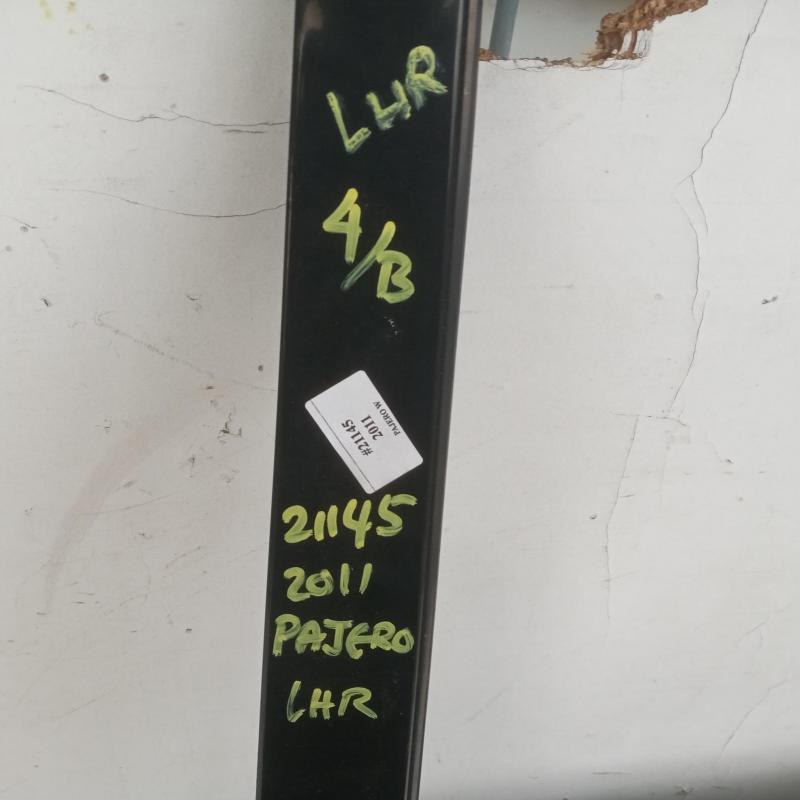 LHR
4/B
#21145
2011
PAJERO W
21145
2011
PAJERO
LHR